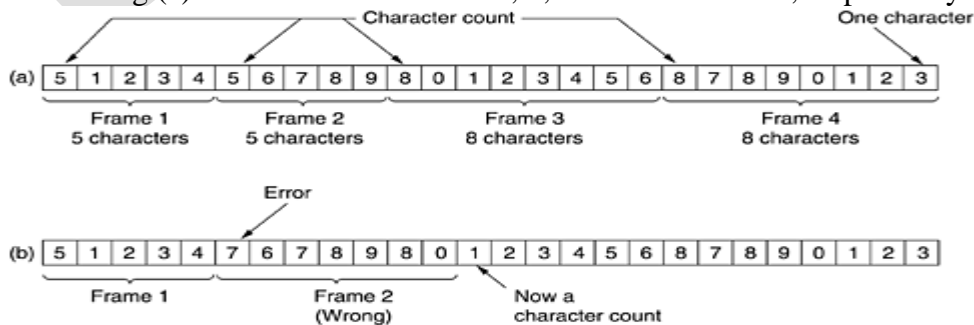 Character count One character
(a) 5 1 2 3 4 5 6 7 8 9 8 0 1 2 3 4 5 6 8 7 8 9 0 1 2 3
Frame 1 Frame 2 Frame 3 Frame 4
5 characters 5 characters 8 characters 8 characters
Error
(b) 5 1 2 3 4 7 6 7 8 9 8 0 1 2 3 4 5 6 8 7 8 9 0 1 2 3
Frame 1 Frame 2 Now a
(Wrong) character count